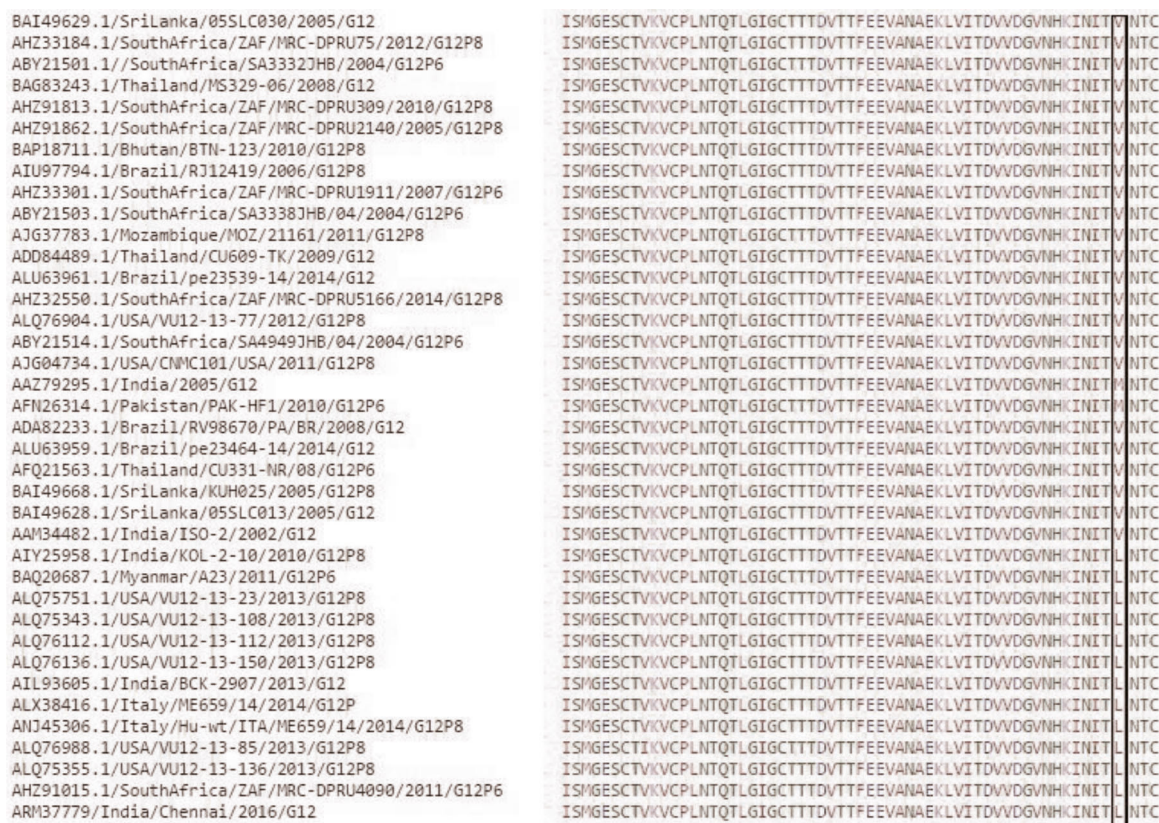 BAI49629.1/SriLanka/05SLC030/2005/G12 ISMGESCTVKVCPLNTQTLGIGCTTTDVTTFEEVANAEKLVITDVVDGVNHKINITVNTC
AHZ33184.1/SouthAfrica/ZAF/MRC-DPRU75/2012/G12P8 ISMGESCTVKVCPLNTQTLGIGCTTTDVTTFEEVANAEKLVITDVVDGVNHKINITVNTC
ABY21501.1//SouthAfrica/SA3332JHB/2004/G12P6 ISMGESCTVKVCPLNTQTLGIGCTTTDVTTFEEVANAEKLVITDVVDGVNHKINITVNTC
BAG83243.1/Thailand/MS329-06/2008/G12 ISMGESCTVKVCPLNTQTLGIGCTTTDVTTFEEVANAEKLVITDVVDGVNHKINITVNTC
AHZ91813.1/SouthAfrica/ZAF/MRC-DPRU309/2010/G12P8 ISMGESCTVKVCPLNTQTLGIGCTTTDVTTFEEVANAEKLVITDVVDGVNHKINITVNTC
AHZ91862.1/SouthAfrica/ZAF/MRC-DPRU2140/2005/G12P8 ISMGESCTVKVCPLNTQTLGIGCTTTDVTTFEEVANAEKLVITDVVDGVNHKINITVNTC
BAP18711.1/Bhutan/BTN-123/2010/G12P8 ISMGESCTVKVCPLNTQTLGIGCTTTDVTTFEEVANAEKLVITDVVDGVNHKINITVNTC
AIU97794.1/Brazil/RJ12419/2006/G12P8 ISMGESCTVKVCPLNTQTLGIGCTTTDVTTFEEVANAEKLVITDVVDGVNHKINITVNTC
AHZ33301.1/SouthAfrica/ZAF/MRC-DPRU1911/2007/G12P6 ISMGESCTVKVCPLNTQTLGIGCTTTDVTTFEEVANAEKLVITDVVDGVNHKINITVNTC
ABY21503.1/SouthAfrica/SA3338JHB/04/2004/G12P6 ISMGESCTVKVCPLNTQTLGIGCTTTDVTTFEEVANAEKLVITDVVDGVNHKINITVNTC
AJG37783.1/Mozambique/MOZ/21161/2011/G12P8 ISMGESCTVKVCPLNTQTLGIGCTTTDVTTFEEVANAEKLVITDVVDGVNHKINITVNTC
ADD84489.1/Thailand/CU609-TK/2009/G12 ISMGESCTVKVCPLNTQTLGIGCTTTDVTTFEEVANAEKLVITDVVDGVNHKINITVNTC
ALU63961.1/Brazil/pe23539-14/2014/G12 ISMGESCTVKVCPLNTQTLGIGCTTTDVTTFEEVANAEKLVITDVVDGVNHKINITVNTC
AHZ32550.1/SouthAfrica/ZAF/MRC-DPRU5166/2014/G12P8 ISMGESCTVKVCPLNTQTLGIGCTTTDVTTFEEVANAEKLVITDVVDGVNHKINITVNTC
ALQ76904.1/USA/VU12-13-77/2012/G12P8 ISMGESCTVKVCPLNTQTLGIGCTTTDVTTFEEVANAEKLVITDVVDGVNHKINITVNTC
ABY21514.1/SouthAfrica/SA4949JHB/04/2004/G12P6 ISMGESCTVKVCPLNTQTLGIGCTTTDVTTFEEVANAEKLVITDVVDGVNHKINITVNTC
AJG04734.1/USA/CNMC101/USA/2011/G12P8 ISMGESCTVKVCPLNTQTLGIGCTTTDVTTFEEVANAEKLVITDVVDGVNHKINITVNTC
AAZ79295.1/India/2005/G12 ISMGESCTVKVCPLNTQTLGIGCTTTDVTTFEEVANAEKLVITDVVDGVNHKINITMNTC
AFN26314.1/Pakistan/PAK-HF1/2010/G12P6 ISMGESCTVKVCPLNTQTLGIGCTTTDVTTFEEVANAEKLVITDVVDGVNHKINITMNTC
ADA82233.1/Brazil/RV98670/PA/BR/2008/G12 ISMGESCTVKVCPLNTQTLGIGCTTTDVTTFEEVANAEKLVITDVVDGVNHKINITVNTC
ALU63959.1/Brazil/pe23464-14/2014/G12 ISMGESCTVKVCPLNTQTLGIGCTTTDVTTFEEVANAEKLVITDVVDGVNHKINITVNTC
AFQ21563.1/Thailand/CU331-NR/08/G12P6 ISMGESCTVKVCPLNTQTLGIGCTTTDVTTFEEVANAEKLVITDVVDGVNHKINITVNTC
BAI49668.1/SriLanka/KUH025/2005/G12P8 ISMGESCTVKVCPLNTQTLGIGCTTTDVTTFEEVANAEKLVITDVVDGVNHKINITVNTC
BAI49628.1/SriLanka/05SLC013/2005/G12 ISMGESCTVKVCPLNTQTLGIGCTTTDVTTFEEVANAEKLVITDVVDGVNHKINITVNTC
AAM34482.1/India/ISO-2/2002/G12 ISMGESCTVKVCPLNTQTLGIGCTTTDVTTFEEVANAEKLVITDVVDGVNHKINITVNTC
AIY25958.1/India/KOL-2-10/2010/G12P8 ISMGESCTVKVCPLNTQTLGIGCTTTDVTTFEEVANAEKLVITDVVDGVNHKINITLNTC
BAQ20687.1/Myanmar/A23/2011/G12P6 ISMGESCTVKVCPLNTQTLGIGCTTTDVTTFEEVANAEKLVITDVVDGVNHKINITLNTC
ALQ75751.1/USA/VU12-13-23/2013/G12P8 ISMGESCTVKVCPLNTQTLGIGCTTTDVTTFEEVANAEKLVITDVVDGVNHKINITLNTC
ALQ75343.1/USA/VU12-13-108/2013/G12P8 ISMGESCTVKVCPLNTQTLGIGCTTTDVTTFEEVANAEKLVITDVVDGVNHKINITLNTC
ALQ76112.1/USA/VU12-13-112/2013/G12P8 ISMGESCTVKVCPLNTQTLGIGCTTTDVTTFEEVANAEKLVITDVVDGVNHKINITLNTC
ALQ76136.1/USA/VU12-13-150/2013/G12P8 ISMGESCTVKVCPLNTQTLGIGCTTTDVTTFEEVANAEKLVITDVVDGVNHKINITLNTC
AIL93605.1/India/BCK-2907/2013/G12 ISMGESCTVKVCPLNTQTLGIGCTTTDVTTFEEVANAEKLVITDVVDGVNHKINITLNTC
ALX38416.1/Italy/ME659/14/2014/G12P ISMGESCTVKVCPLNTQTLGIGCTTTDVTTFEEVANAEKLVITDVVDGVNHKINITLNTC
ANJ45306.1/Italy/Hu-wt/ITA/ME659/14/2014/G12P8 ISMGESCTVKVCPLNTQTLGIGCTTTDVTTFEEVANAEKLVITDVVDGVNHKINITLNTC
ALQ76988.1/USA/VU12-13-85/2013/G12P8 ISMGESCTIKVCPLNTQTLGIGCTTTDVTTFEEVANAEKLVITDVVDGVNHKINITLNTC
ALQ75355.1/USA/VU12-13-136/2013/G12P8 ISMGESCTVKVCPLNTQTLGIGCTTTDVTTFEEVANAEKLVITDVVDGVNHKINITLNTC
AHZ91015.1/SouthAfrica/ZAF/MRC-DPRU4090/2011/G12P6 ISMGESCTVKVCPLNTQTLGIGCTTTDVTTFEEVANAEKLVITDVVDGVNHKINITLNTC
ARM37779/India/Chennai/2016/G12 ISMGESCTVKVCPLNTQTLGIGCTTTDVTTFEEVANAEKLVITDVVDGVNHKINITLNTC